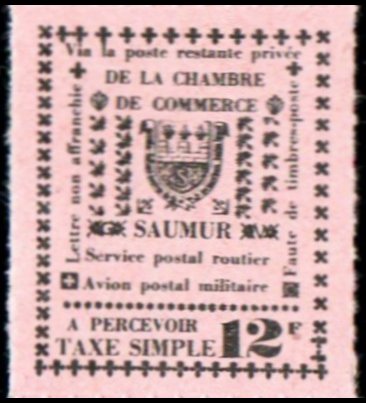 Via la poste restante privée
DE LA CHAMBRE
DE COMMERCE
Lettre non affranchie
Faute de timbres-poste
SAUMUR
Service postal routier
Avion postal militaire
A PERCEVOIR
TAXE SIMPLE 12F